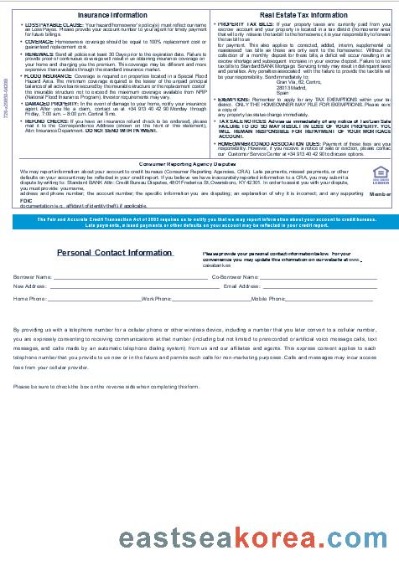 Insurance Information
• LOSS PAYABLE CLAUSE: Your hazard/homeowner's policy(s) must reflect our name
as Loss Payee. Please provide your account number to your agent for timely payment
for future billings.
• COVERAGE: Homeowners coverage should be equal to 100% replacement cost or
guaranteed replacement cost.
• RENEWALS: Send all policies at least 30 Days prior to the expiration date. Failure to
provide proof of continuous coverage will result in us obtaining insurance coverage on
your home and charging you the premium. This coverage may be different and more
expensive than available through the standard insurance market.
• FLOOD INSURANCE: Coverage is required on properties located in a Special Flood
Hazard Area. The minimum coverage required is the lesser of the unpaid principal
balance of all active loans secured by the insurable structure or the replacement cost of
the insurable structure not to exceed the maximum coverage available from NFIP
(National Flood Insurance Program). Investor requirements may vary.
• DAMAGED PROPERTY: In the event of damage to your home, notify your insurance
agent. After you file a claim, contact us at +34 913 40 42 90 Monday through
Friday, 7:00 a.m. – 8:00 p.m. Central Time.
• REFUND CHECKS: If you have an insurance refund check to be endorsed, please
mail it to the Correspondence Address provided on the front of this statement),
Attn: Insurance Department. DO NOT SEND WITH PAYMENT.
Real Estate Tax Information
• PROPERTY TAX BILLS: If your property taxes are currently paid from your
escrow account and your property is located in a tax district (homeowner area)
that will only release the tax bill to the homeowner, it is your responsibility to forward
the tax bill to us
for payment. This also applies to corrected, added, interim, supplemental or
reassessed tax bills as these are only sent to the homeowner. Without the
collection of a monthly deposit for these bills, a deficit will occur resulting in an
escrow shortage and subsequent increase in your escrow deposit. Failure to send
tax bills to Standard BANK Mortgage Servicing timely may result in delinquent taxes
and penalties. Any penalties associated with the failure to provide the tax bill will
be your responsibility. Send immediately to:
Gran Vía, 60, Centro,
28013 Madrid,
Spain
• EXEMPTIONS: Remember to apply for any TAX EXEMPTIONS within your tax
district. ONLY THE HOMEOWNER MAY FILE FOR EXEMPTIONS. Please save
a copy of
any property tax rate change immediately.
• TAX SALE NOTICES: Advise us immediately of any notice of Tax/Lien Sale.
FAILURE TO DO SO MAY RESULT IN LOSS OF YOUR PROPERTY. YOU
WILL REMAIN RESPONSIBLE FOR REPAYMENT OF YOUR MORTGAGE
ACCOUNT.
• HOMEOWNER/CONDO ASSOCIATION DUES: Payment of these fees are your
responsibility. However, if you receive a notice of sale or eviction, please contact
our Customer Service Center at +34 913 40 42 90 to discuss options.
Consumer Reporting Agency Disputes
We may report information about your account to credit bureaus (Consumer Reporting Agencies, CRA). Late payments, missed payments, or other
defaults on your account may be reflected in your credit report. If you believe we have inaccurately reported information to a CRA, you may submit a
dispute by writing to: Standard BANK Attn: Credit Bureau Disputes, 4801 Frederica St, Owensboro, KY 42301. In order to assist you with your dispute,
you must provide: your name,
address and phone number; the account number; the specific information you are disputing; an explanation of why it is incorrect; and any supporting
Member
FDIC
documentation (e.g., affidavit of identity theft), if applicable.
The Fair and Accurate Credit Transaction Act of 2003 requires us to notify you that we may report information about your account to credit bureaus.
Late payments, missed payments or other defaults on your account may be reflected in your credit report.
Personal Contact Information
Please provide your personal contact information below. For your
convenience, you may update this information on our website at www.
Borrower Name: Co-Borrower Name:
New Address: Email Address:
Home Phone: Work Phone: Mobile Phone:
By providing us with a telephone number for a cellular phone or other wireless device, including a number that you later convert to a cellular number,
you are expressly consenting to receiving communications at that number (including but not limited to prerecorded or artificial voice message calls, text
messages, and calls made by an automatic telephone dialing system) from us and our affiliates and agents. This express consent applies to each
telephone number that you provide to us now or in the future and permits such calls for non-marketing purposes. Calls and messages may incur access
fees from your cellular provider.
Please be sure to check the box on the reverse side when completing the form.
eastseakorea.com